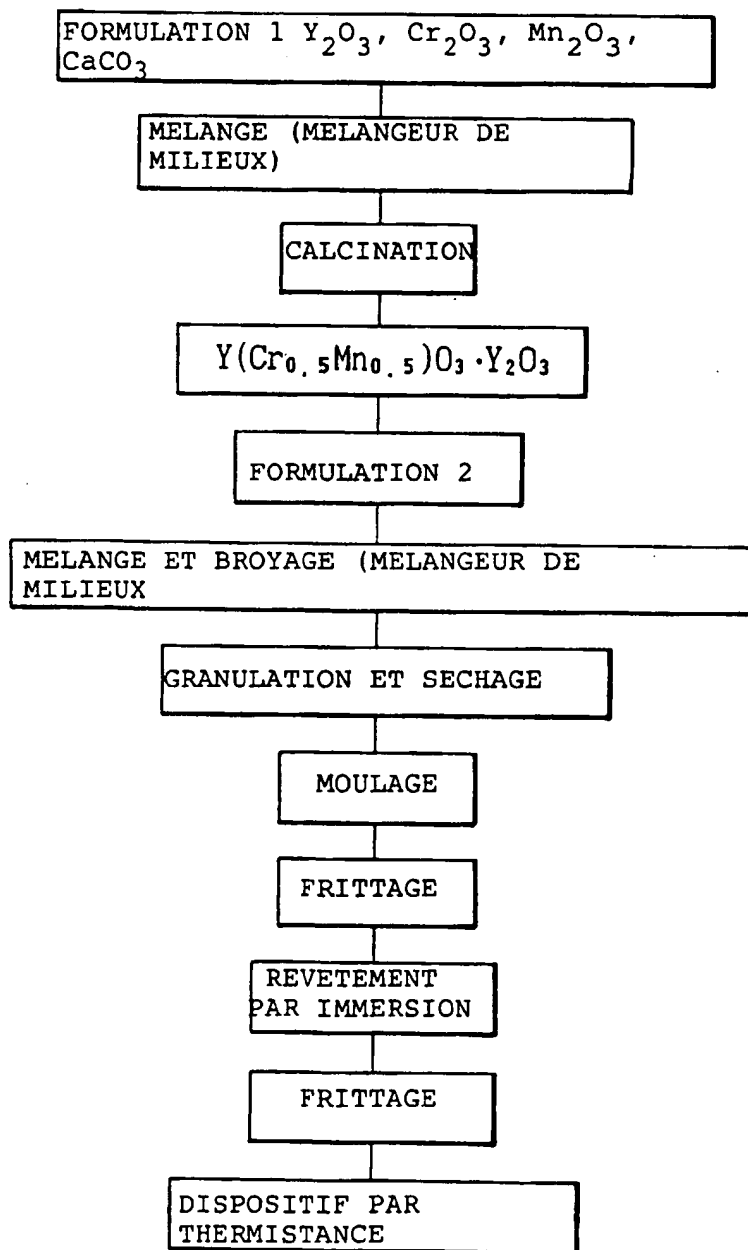 FORMULATION 1 Y₂O₃, Cr₂O₃, Mn₂O₃,
CaCO₃
MELANGE (MELANGEUR DE
MILIEUX)
CALCINATION
Y(Cr₀.₅Mn₀.₅)O₃·Y₂O₃
FORMULATION 2
MELANGE ET BROYAGE (MELANGEUR DE
MILIEUX
GRANULATION ET SECHAGE
MOULAGE
FRITTAGE
REVETEMENT
PAR IMMERSION
FRITTAGE
DISPOSITIF PAR
THERMISTANCE